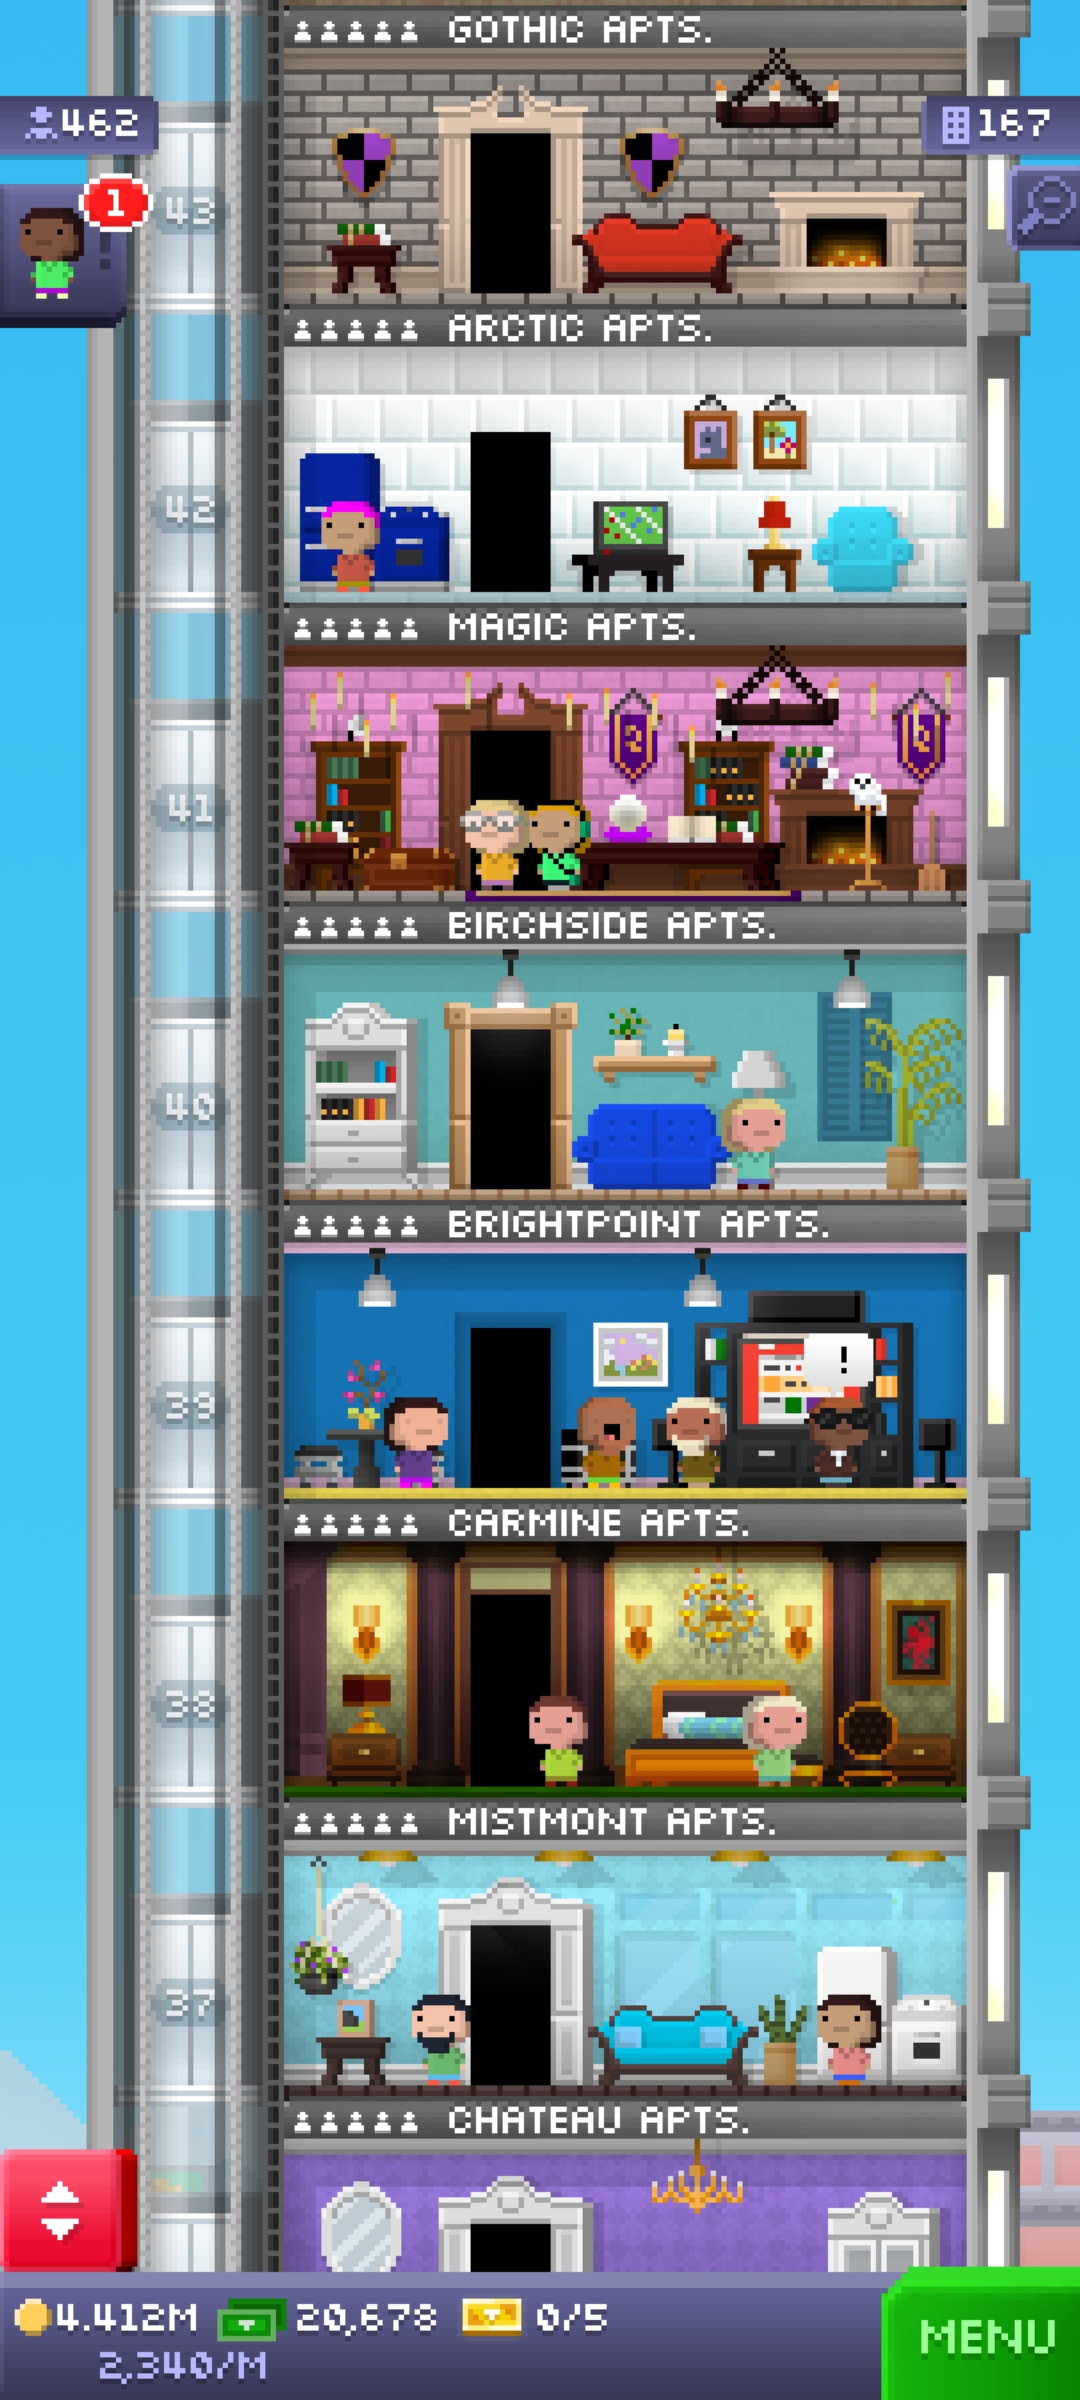 GOTHIC APTS.
462
167
1
43
ARCTIC APTS.
42
MAGIC APTS.
41
BIRCHSIDE APTS.
40
BRIGHTPOINT APTS.
!
39
CARMINE APTS.
38
MISTMONT APTS.
37
CHATEAU APTS.
4.412M 20,678 0/5
2,340/M
MENU